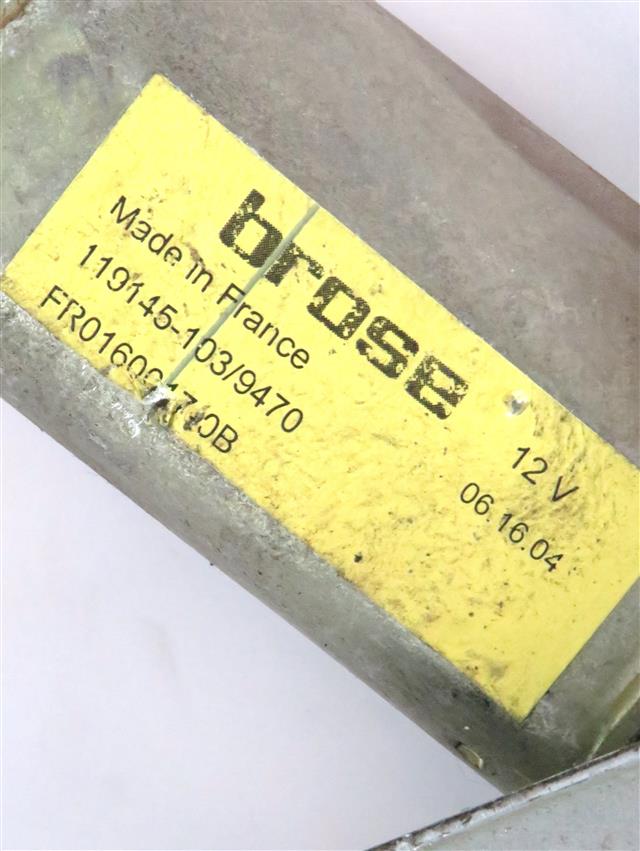 brose
Made in France
119145-103/9470
12 V
06.16.04